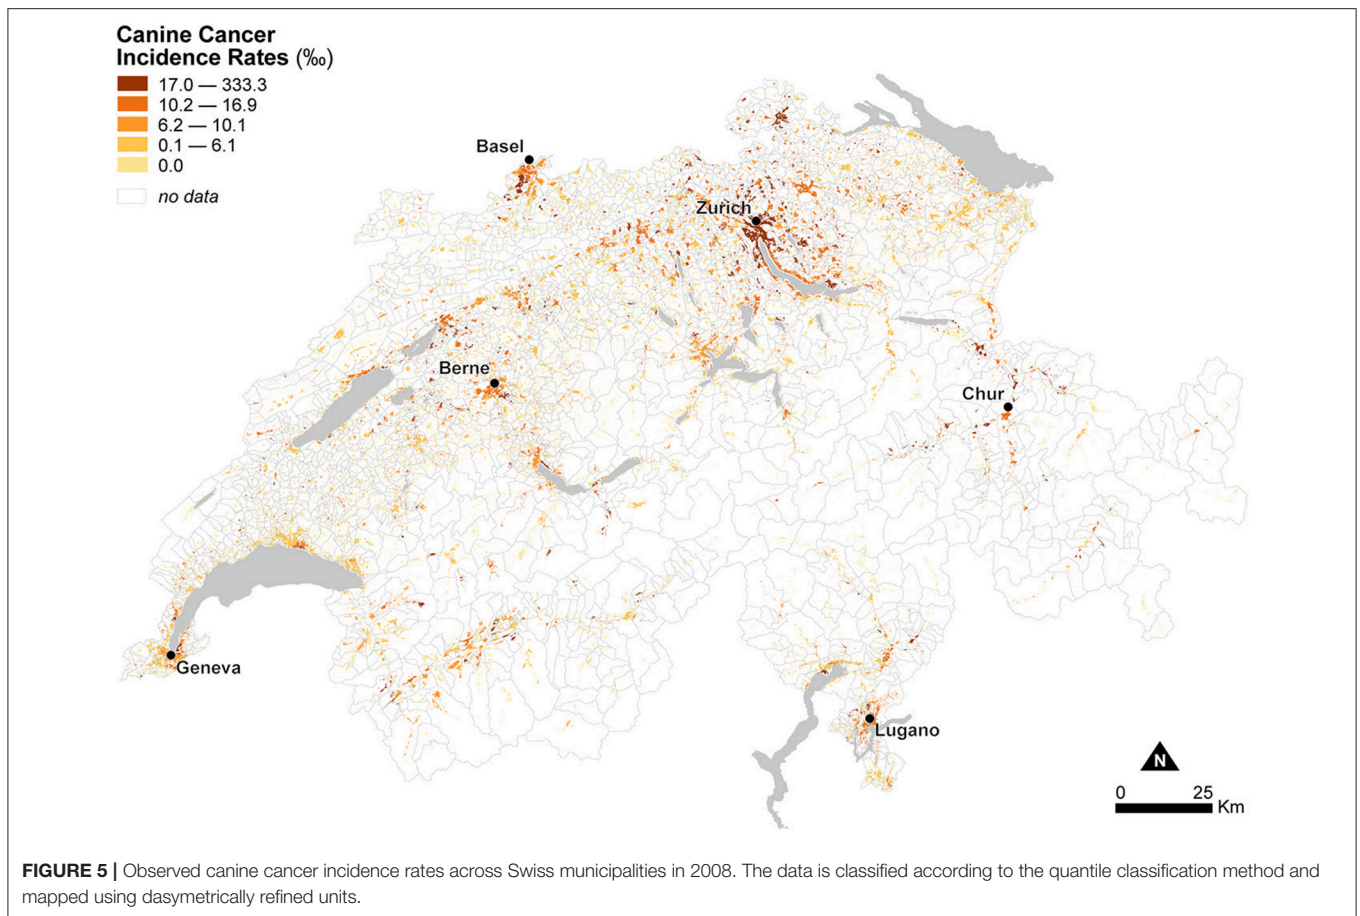 Canine Cancer
Incidence Rates (‰)
17.0 — 333.3
10.2 — 16.9
6.2 — 10.1
0.1 — 6.1
0.0
no data
Basel
Zurich
Berne
Chur
Geneva
Lugano
N
0 25
Km
FIGURE 5 | Observed canine cancer incidence rates across Swiss municipalities in 2008. The data is classified according to the quantile classification method and
mapped using dasymetrically refined units.